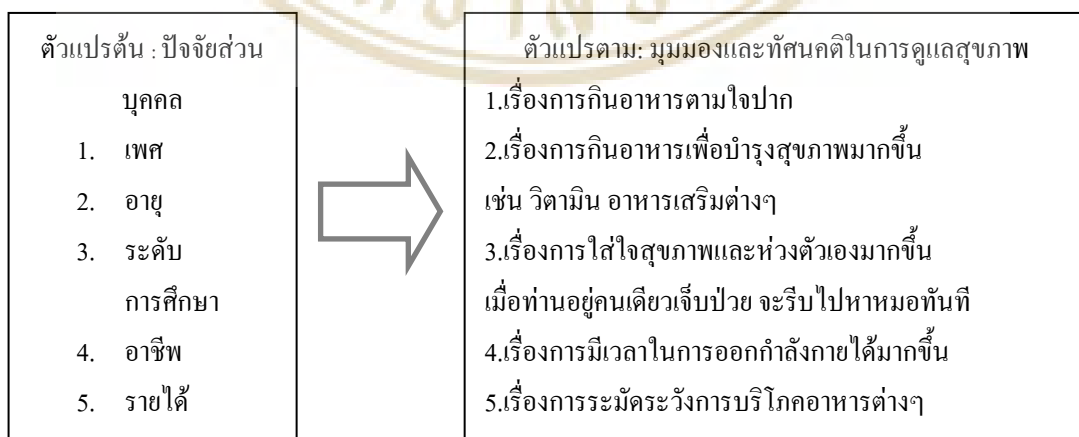 ตัวแปรต้น : ปัจจัยส่วน
บุคคล
1. เพศ
2. อายุ
3. ระดับ
การศึกษา
4. อาชีพ
5. รายได้
ตัวแปรตาม: มุมมองและทัศนคติในการดูแลสุขภาพ
1.เรื่องการกินอาหารตามใจปาก
2.เรื่องการกินอาหารเพื่อบำรุงสุขภาพมากขึ้น
เช่น วิตามิน อาหารเสริมต่างๆ
3.เรื่องการใส่ใจสุขภาพและห่วงตัวเองมากขึ้น
เมื่อท่านอยู่คนเดียวเจ็บป่วย จะรีบไปหาหมอทันที
4.เรื่องการมีเวลาในการออกกำลังกายได้มากขึ้น
5.เรื่องการระมัดระวังการบริโภคอาหารต่างๆ